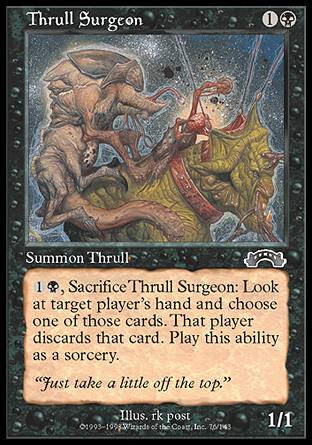 Thrull Surgeon 1
Summon Thrull
1 , Sacrifice Thrull Surgeon: Look
at target player's hand and choose
one of those cards. That player
discards that card. Play this ability
as a sorcery.
"Just take a little off the top."
Illus. rk post
©1993–1998 Wizards of the Coast, Inc. 76/143
1/1